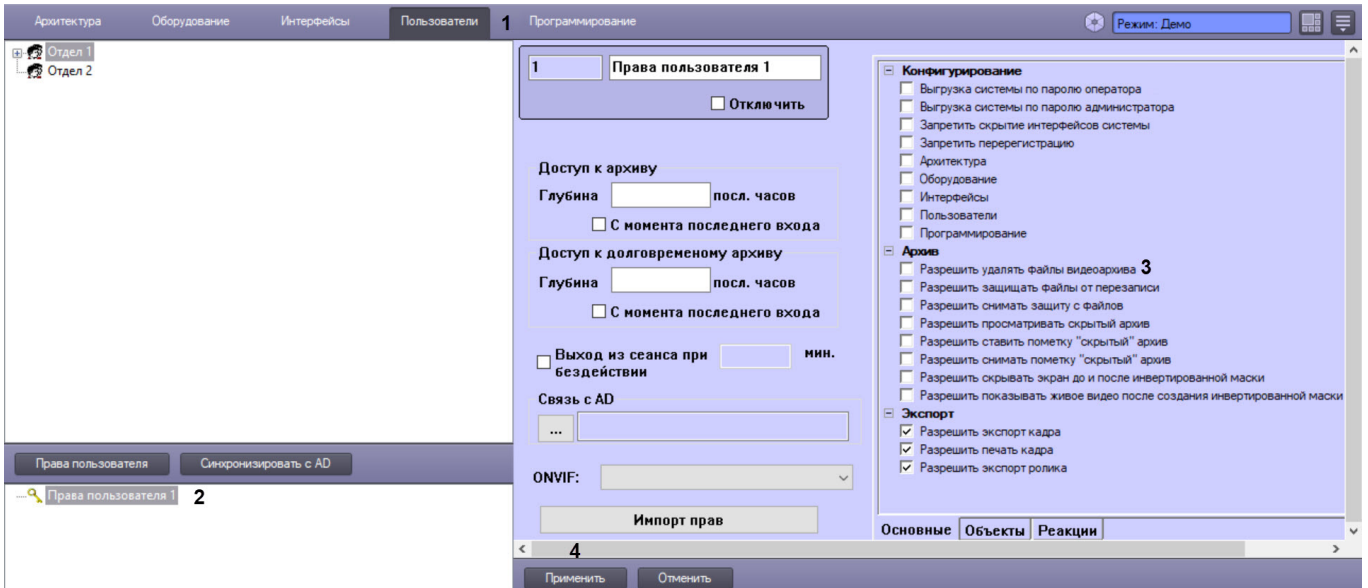 Архитектура Оборудование Интерфейсы Пользователи 1 Программирование Режим: Демо
Отдел 1
Отдел 2
Права пользователя Синхронизировать с AD
Права пользователя 1 2
1 Права пользователя 1
Отключить
Доступ к архиву
Глубина посл. часов
С момента последнего входа
Доступ к долговременому архиву
Глубина посл. часов
С момента последнего входа
Выход из сеанса при мин.
бездействии
Связь с AD
...
ONVIF:
Импорт прав
4
Применить Отменить
Конфигурирование
Выгрузка системы по паролю оператора
Выгрузка системы по паролю администратора
Запретить скрытие интерфейсов системы
Запретить перерегистрацию
Архитектура
Оборудование
Интерфейсы
Пользователи
Программирование
Архив
Разрешить удалять файлы видеоархива 3
Разрешить защищать файлы от перезаписи
Разрешить снимать защиту с файлов
Разрешить просматривать скрытый архив
Разрешить ставить пометку "скрытый" архив
Разрешить снимать пометку "скрытый" архив
Разрешить скрывать экран до и после инвертированной маски
Разрешить показывать живое видео после создания инвертированной маски
Экспорт
Разрешить экспорт кадра
Разрешить печать кадра
Разрешить экспорт ролика
Основные Объекты Реакции